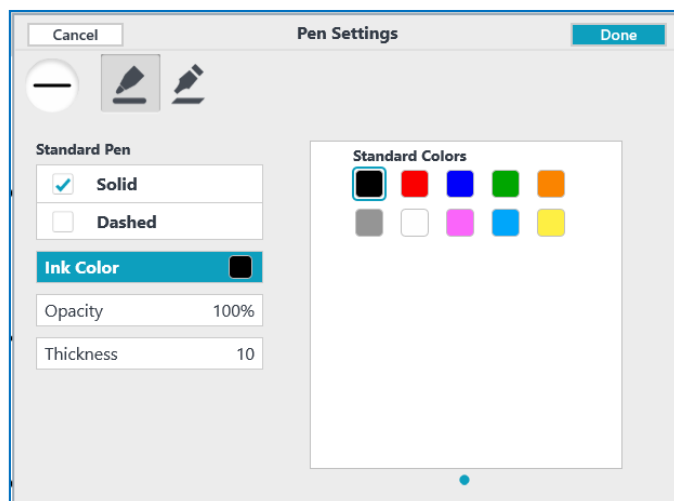 Cancel Pen Settings Done
Standard Pen
Solid
Dashed
Ink Color
Opacity 100%
Thickness 10
Standard Colors